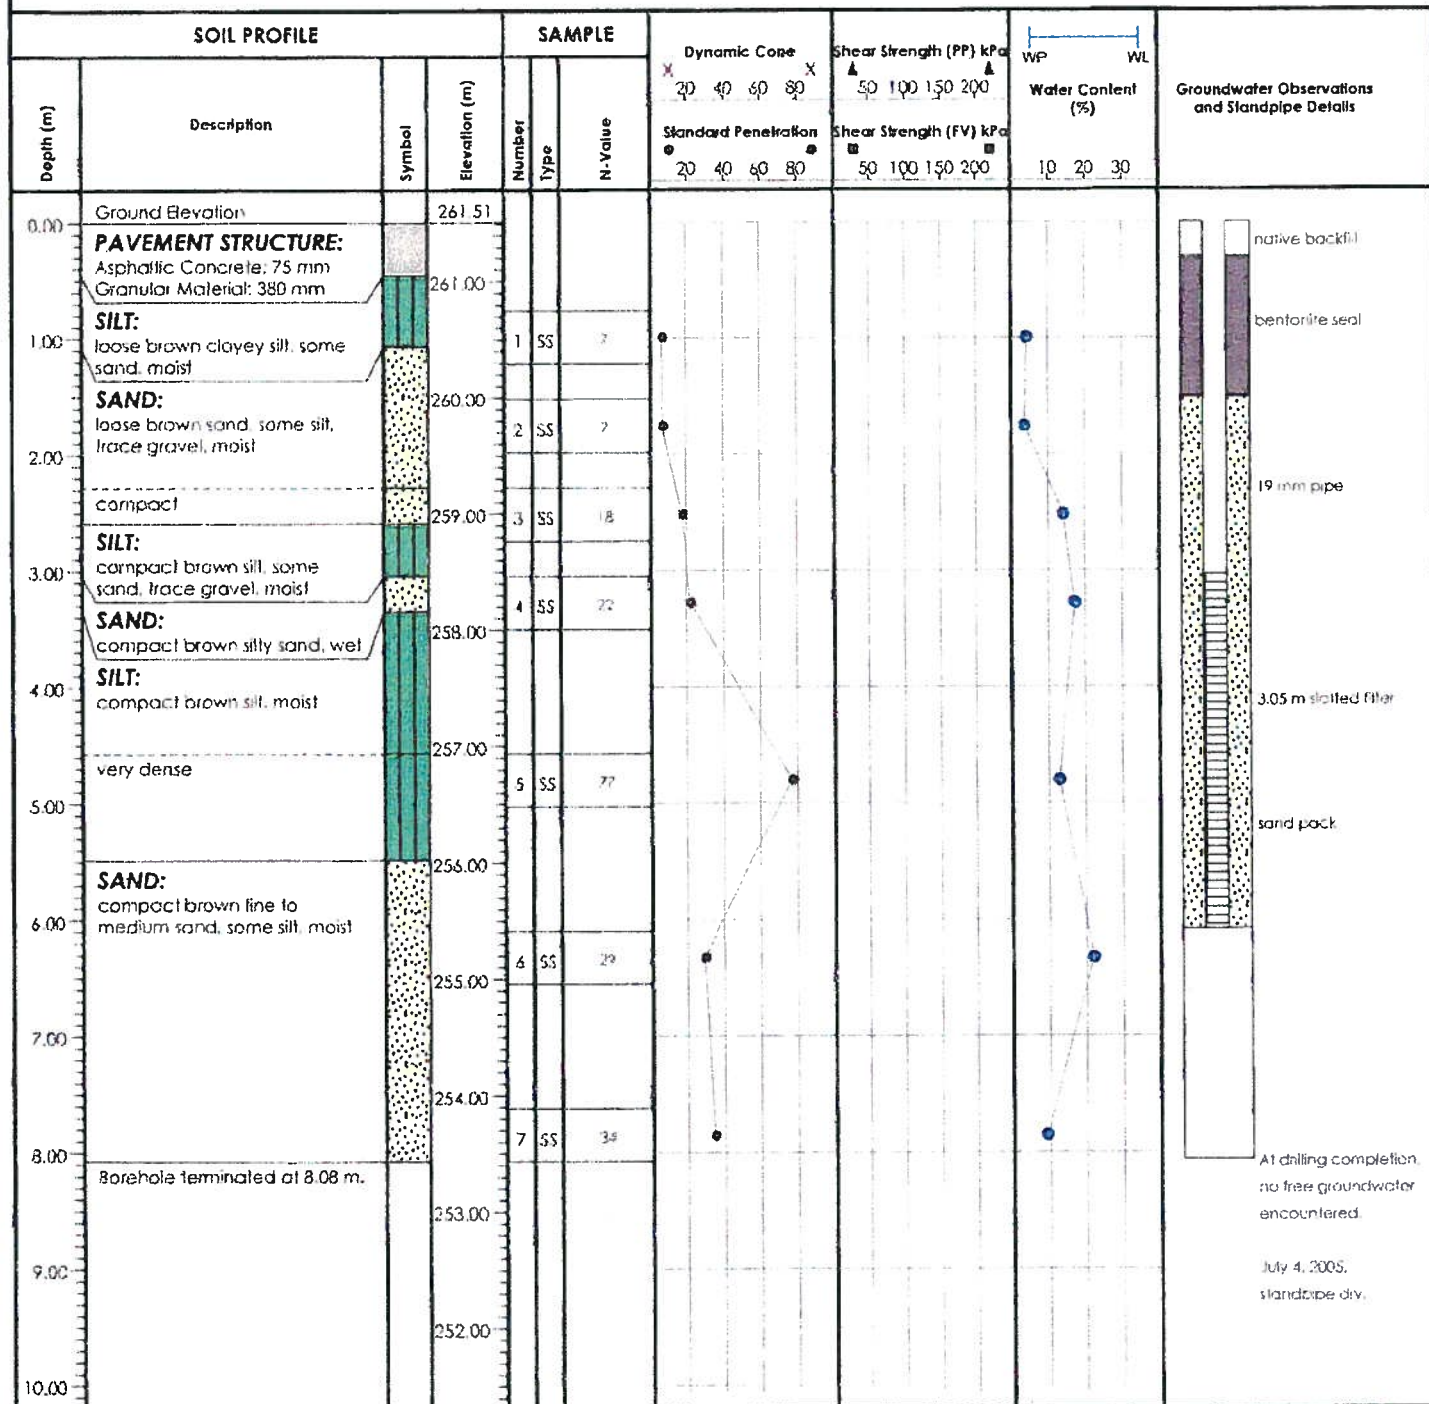 SOIL PROFILE
SAMPLE
Depth (m)
Description
Symbol
Elevation (m)
Number
Type
N-Value
Dynamic Cone
X X
20 40 60 80
Standard Penetration
20 40 60 80
Shear Strength (PP) kPa
50 100 150 200
Shear Strength (FV) kPa
50 100 150 200
WP WL
Water Content
(%)
10 20 30
Groundwater Observations
and Standpipe Details
Ground Elevation 261.51
0.00
PAVEMENT STRUCTURE:
Asphaltic Concrete: 75 mm
Granular Material: 380 mm
261.00
SILT:
loose brown clayey silt, some
sand, moist
1.00
1 SS 7
SAND:
loose brown sand, some silt,
trace gravel, moist
260.00
2 SS 7
2.00
compact
259.00
3 SS 18
SILT:
compact brown silt, some
sand, trace gravel, moist
3.00
4 SS 22
SAND:
compact brown silty sand, wet
258.00
SILT:
compact brown silt, moist
4.00
257.00
very dense
5 SS 77
5.00
256.00
SAND:
compact brown fine to
medium sand, some silt, moist
6.00
6 SS 29
255.00
7.00
254.00
7 SS 34
8.00
Borehole terminated at 8.08 m.
253.00
9.00
252.00
10.00
native backfill
bentonite seal
19 mm pipe
3.05 m slotted filter
sand pack
At drilling completion,
no free groundwater
encountered.
July 4, 2005,
standpipe dry.